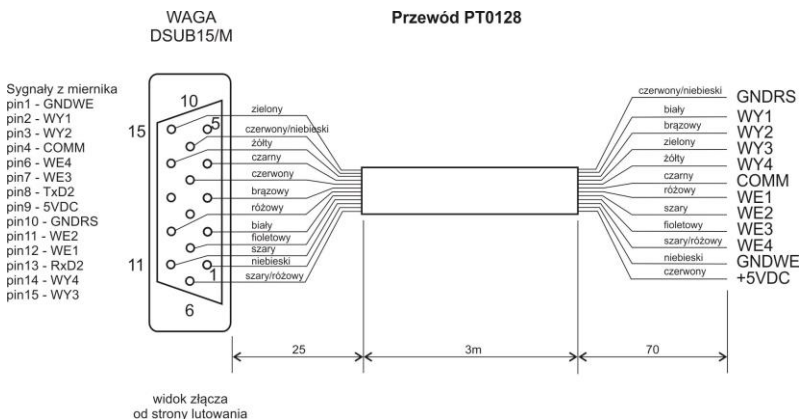 WAGA
DSUB15/M
Przewód PT0128
Sygnały z miernika
pin1 - GNDWE
pin2 - WY1
pin3 - WY2
pin4 - COMM
pin6 - WE4
pin7 - WE3
pin8 - TxD2
pin9 - 5VDC
pin10 - GNDRS
pin11 - WE2
pin12 - WE1
pin13 - RxD2
pin14 - WY4
pin15 - WY3
10
15
5
11
1
6
zielony
czerwony/niebieski
żółty
czarny
czerwony
brązowy
różowy
biały
fioletowy
szary
niebieski
szary/różowy
czerwony/niebieski GNDRS
biały WY1
brązowy WY2
zielony WY3
żółty WY4
czarny COMM
różowy WE1
szary WE2
fioletowy WE3
szary/różowy WE4
niebieski GNDWE
czerwony +5VDC
25
3m
70
widok złącza
od strony lutowania